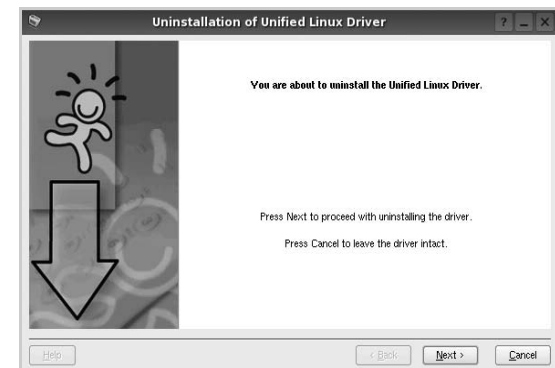 Uninstallation of Unified Linux Driver
You are about to uninstall the Unified Linux Driver.
Press Next to proceed with uninstalling the driver.
Press Cancel to leave the driver intact.
Help
< Back
Next >
Cancel